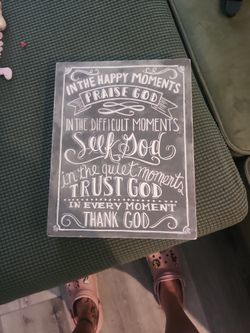 IN THE HAPPY MOMENTS
PRAISE GOD
IN THE DIFFICULT MOMENTS
Seek God
in the quiet moments
TRUST GOD
IN EVERY MOMENT
THANK GOD